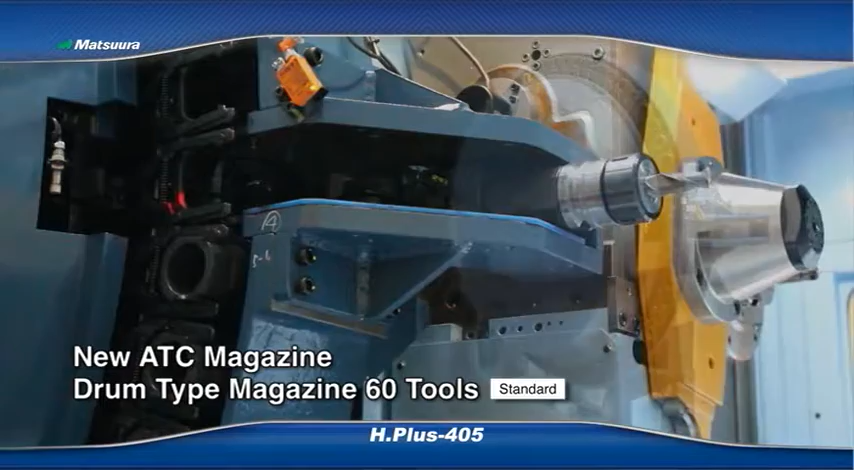 Matsuura
New ATC Magazine
Drum Type Magazine 60 Tools Standard
H.Plus-405